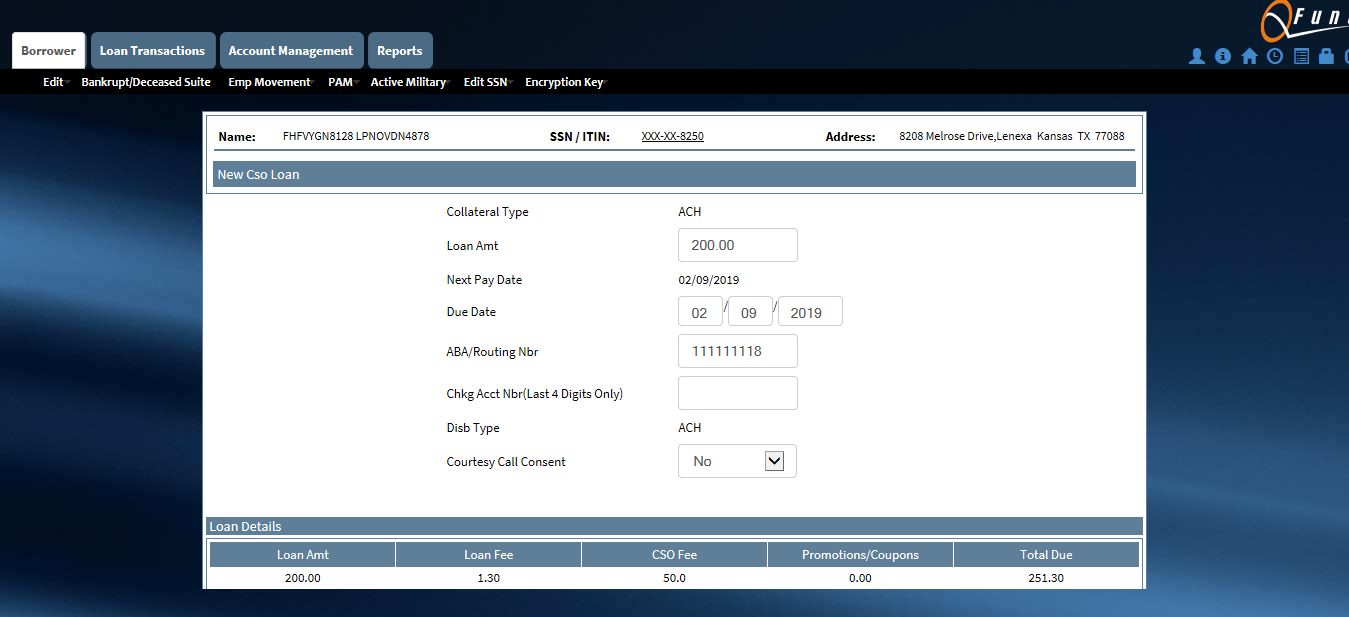 Fun
Borrower Loan Transactions Account Management Reports
Edit Bankrupt/Deceased Suite Emp Movement PAM Active Military Edit SSN Encryption Key
Name: FHFVYGN8128 LPNOVDN4878 SSN / ITIN: XXX-XX-8250 Address: 8208 Melrose Drive,Lenexa Kansas TX 77088
New Cso Loan
Collateral Type ACH
Loan Amt 200.00
Next Pay Date 02/09/2019
Due Date 02 / 09 / 2019
ABA/Routing Nbr 111111118
Chkg Acct Nbr(Last 4 Digits Only)
Disb Type ACH
Courtesy Call Consent No
Loan Details
Loan Amt Loan Fee CSO Fee Promotions/Coupons Total Due
200.00 1.30 50.0 0.00 251.30